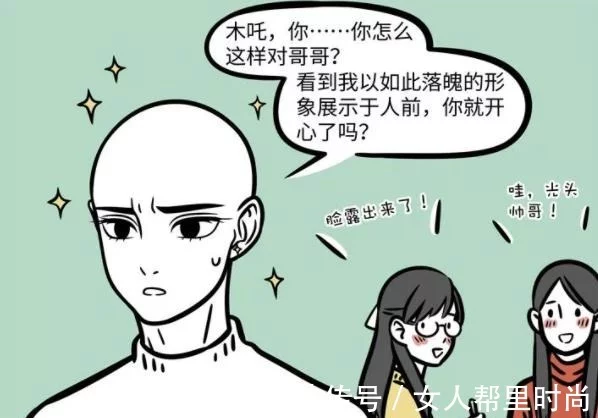 木吒，你……你怎么
这样对哥哥？
看到我以如此落魄的形
象展示于人前，你就开
心了吗？
脸露出来了！
哇，光头
帅哥！
信号／女人帮里时尚